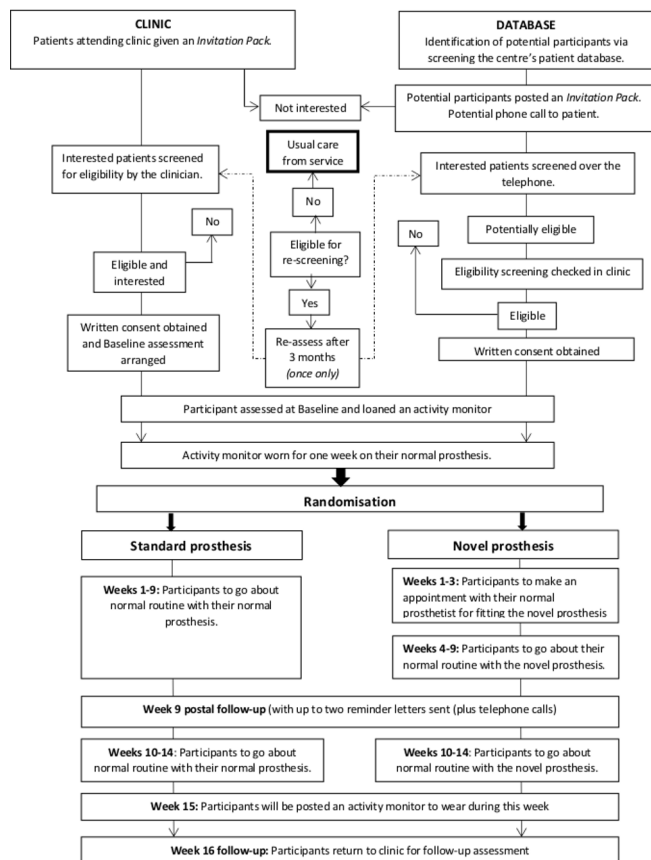 CLINIC
Patients attending clinic given an Invitation Pack.
DATABASE
Identification of potential participants via
screening the centre's patient database.
Not interested
Potential participants posted an Invitation Pack.
Potential phone call to patient.
Usual care
from service
Interested patients screened
for eligibility by the clinician.
Interested patients screened over the
telephone.
No
No
No
Potentially eligible
Eligible for
re-screening?
Eligible and
interested
Eligibility screening checked in clinic
Yes
Eligible
Written consent obtained
and Baseline assessment
arranged
Re-assess after
3 months
(once only)
Written consent obtained
Participant assessed at Baseline and loaned an activity monitor
Activity monitor worn for one week on their normal prosthesis.
Randomisation
Standard prosthesis
Novel prosthesis
Weeks 1-9: Participants to go about
normal routine with their normal
prosthesis.
Weeks 1-3: Participants to make an
appointment with their normal
prosthetist for fitting the novel prosthesis
Weeks 4-9: Participants to go about their
normal routine with the novel prosthesis.
Week 9 postal follow-up (with up to two reminder letters sent (plus telephone calls)
Weeks 10-14: Participants to go about
normal routine with their normal prosthesis.
Weeks 10-14: Participants to go about
normal routine with the novel prosthesis.
Week 15: Participants will be posted an activity monitor to wear during this week
Week 16 follow-up: Participants return to clinic for follow-up assessment